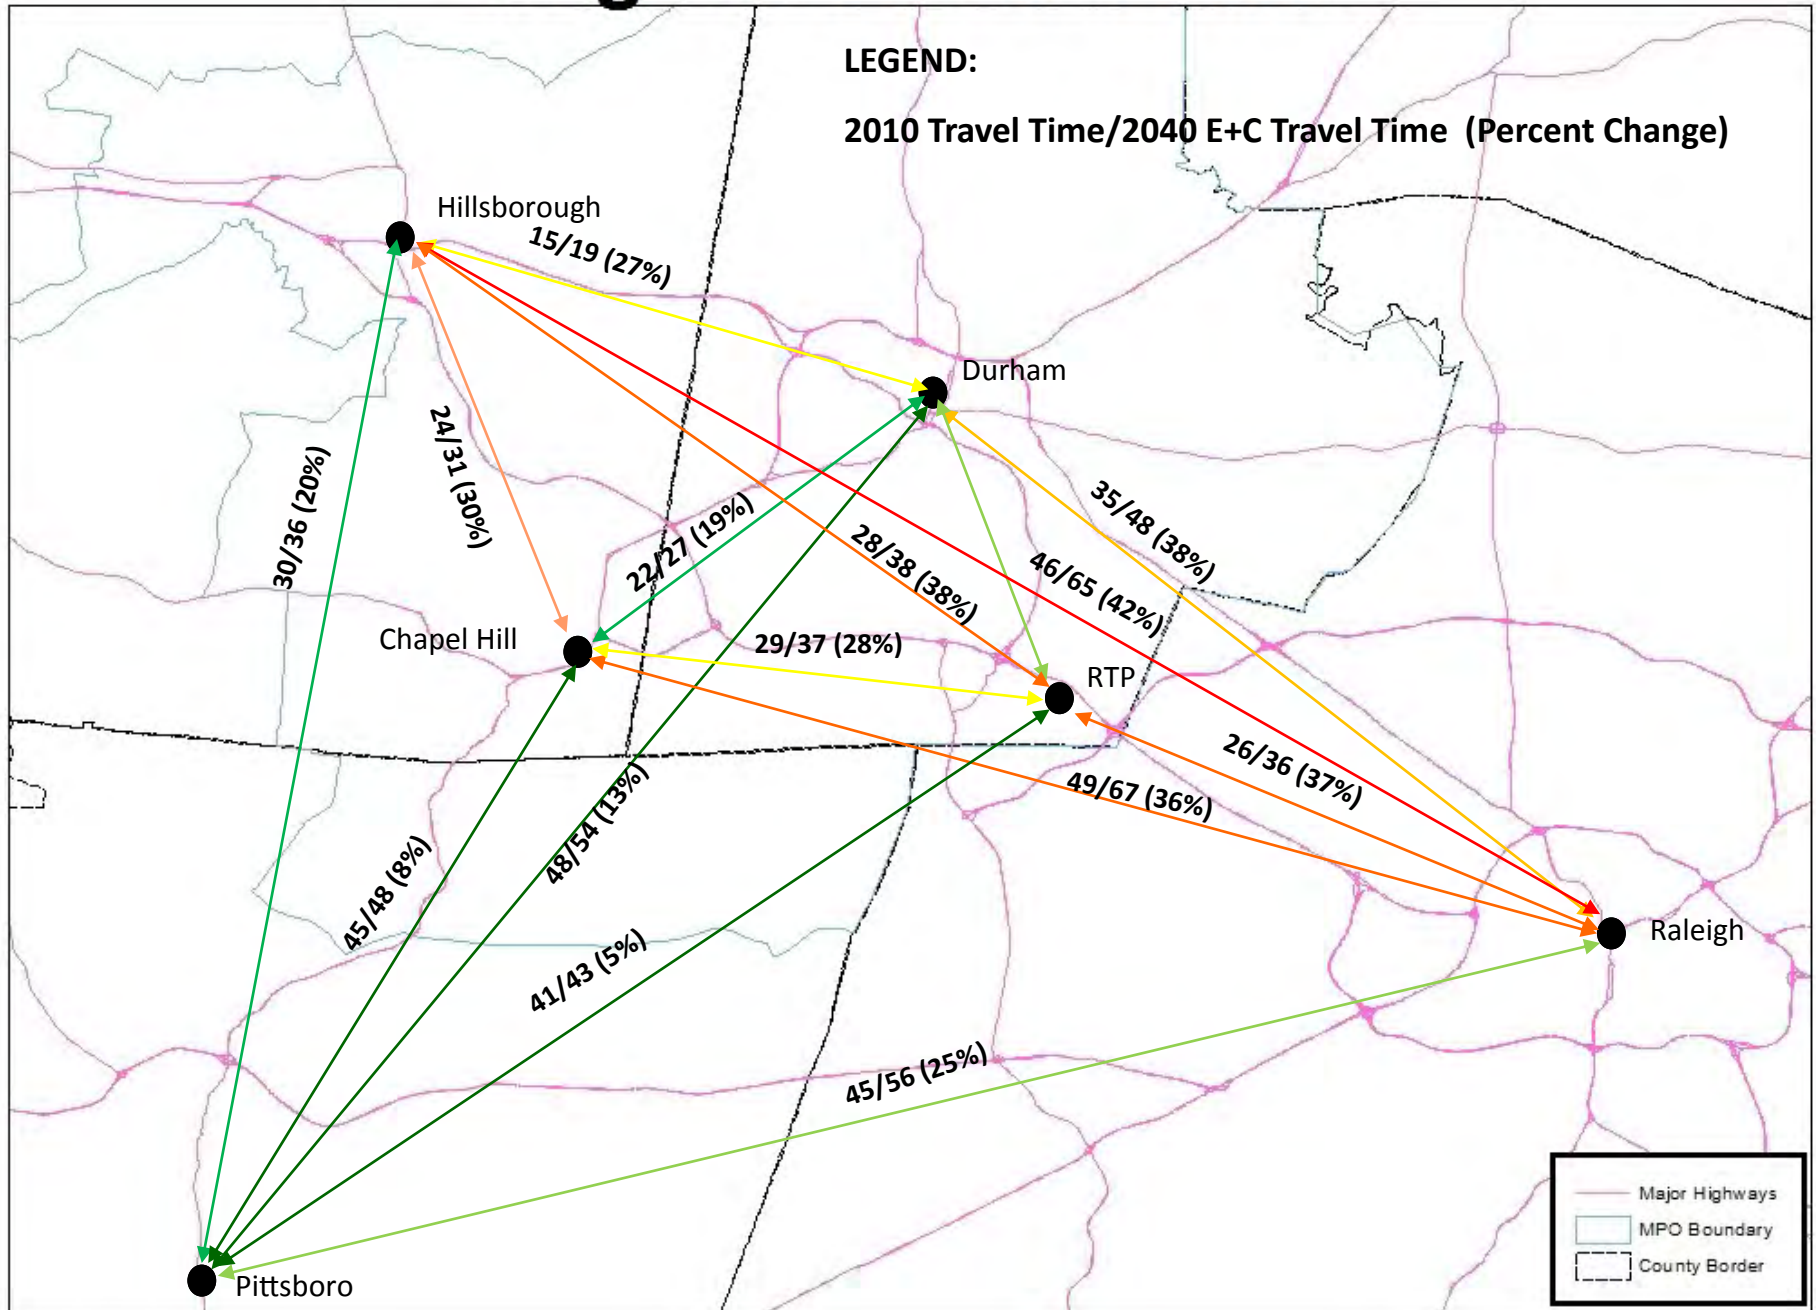 LEGEND:
2010 Travel Time/2040 E+C Travel Time (Percent Change)
Hillsborough
15/19 (27%)
Durham
24/31 (30%)
30/36 (20%)
22/27 (19%)
28/38 (38%)
46/65 (42%)
35/48 (38%)
Chapel Hill
29/37 (28%)
RTP
26/36 (37%)
49/67 (36%)
48/54 (13%)
45/48 (8%)
41/43 (5%)
Raleigh
45/56 (25%)
Pittsboro
Major Highways
MPO Boundary
County Border